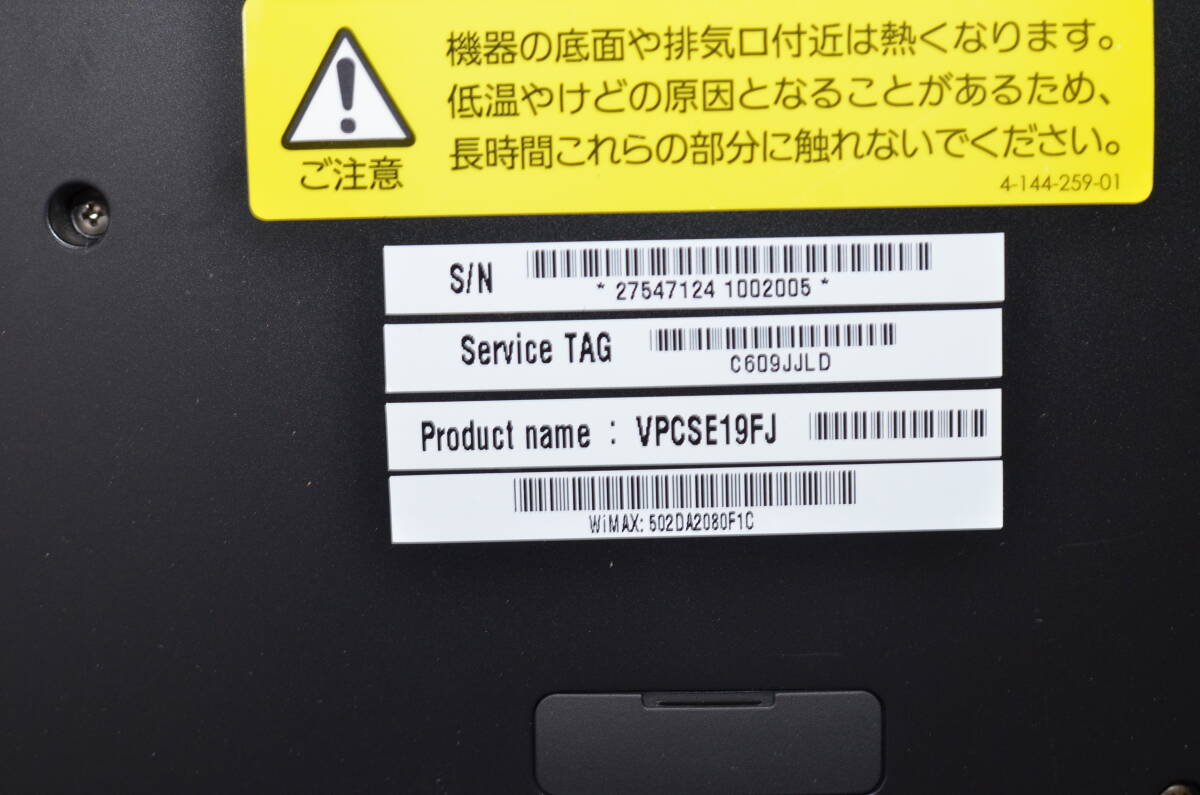 機器の底面や排気口付近は熱くなります。
低温やけどの原因となることがあるため、
長時間これらの部分に触れないでください。
ご注意
4-144-259-01
S/N
* 27547124 1002005 *
Service TAG
C609JJLD
Product name : VPCSE19FJ
WiMAX: 502DA2080F1C